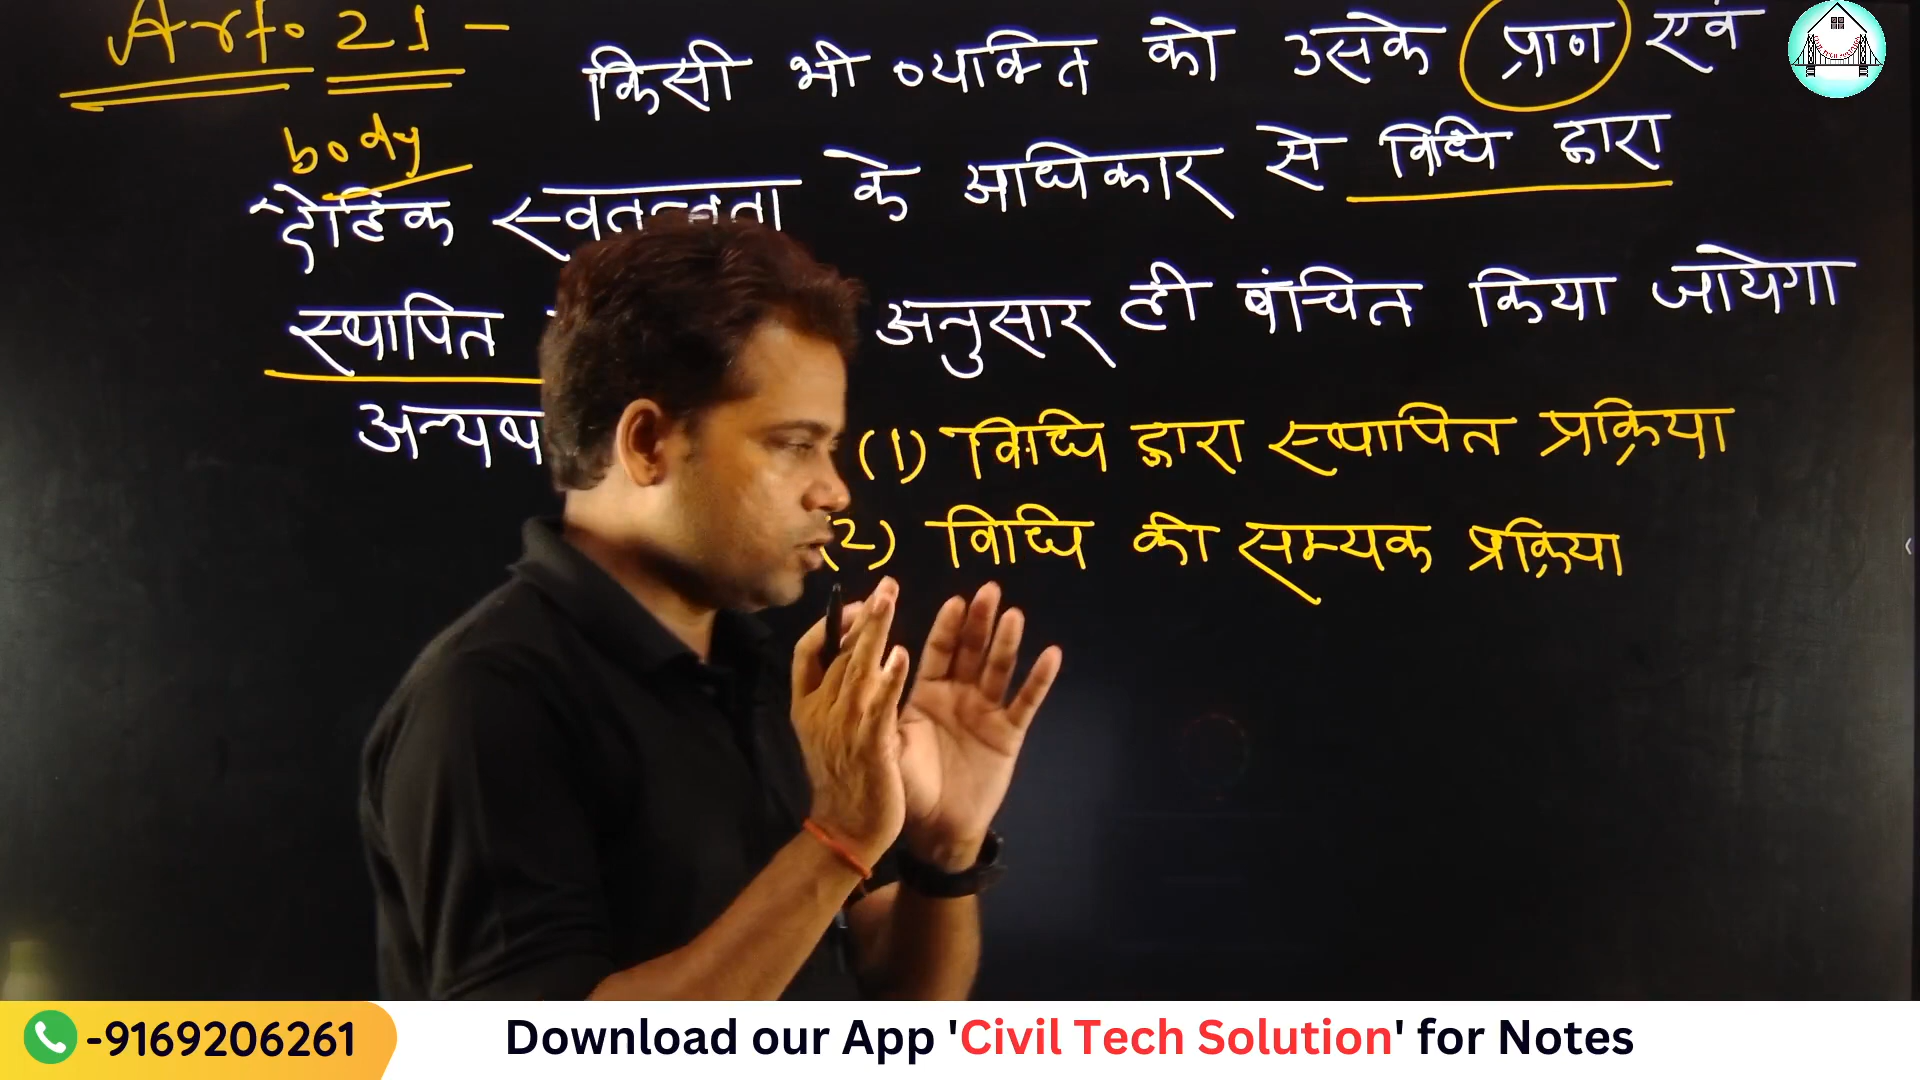 Art. 21 - किसी भी व्यक्ति को उसके प्राण एवं
body
दैहिक स्वतन्त्रता के अधिकार से विधि द्वारा
स्थापित अनुसार ही वंचित किया जायेगा
अन्यथ
(1) विधि द्वारा स्थापित प्रक्रिया
(2) विधि की सम्यक प्रक्रिया
-9169206261 Download our App 'Civil Tech Solution' for Notes